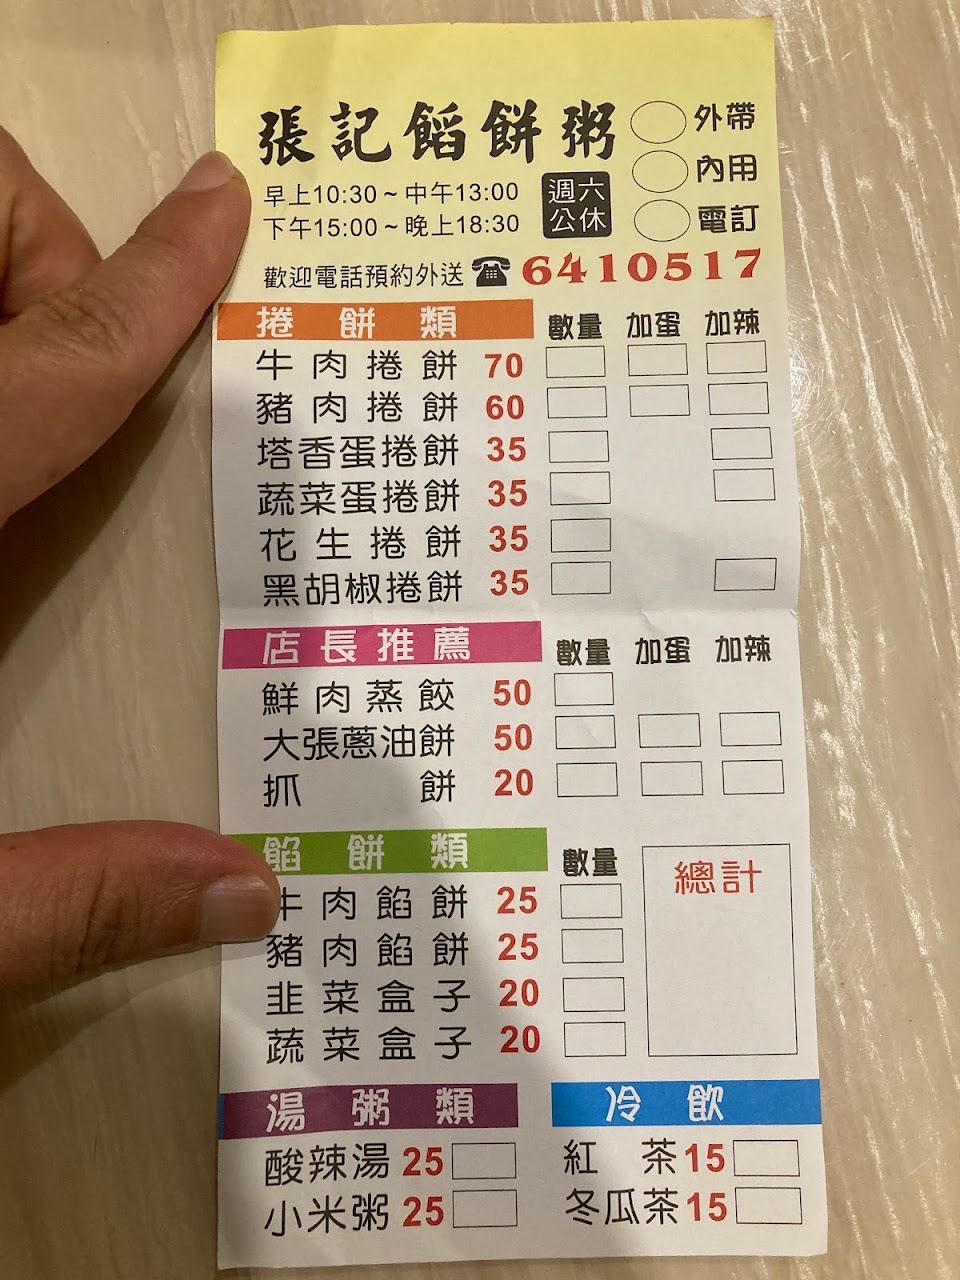 張記餡餅粥
外帶
內用
電訂
早上10:30~中午13:00
下午15:00~晚上18:30
週六
公休
歡迎電話預約外送 ☎ 6410517
捲餅類 數量 加蛋 加辣
牛肉捲餅 70
豬肉捲餅 60
塔香蛋捲餅 35
蔬菜蛋捲餅 35
花生捲餅 35
黑胡椒捲餅 35
店長推薦 數量 加蛋 加辣
鮮肉蒸餃 50
大張蔥油餅 50
抓餅 20
餡餅類 數量
總計
牛肉餡餅 25
豬肉餡餅 25
韭菜盒子 20
蔬菜盒子 20
湯粥類
酸辣湯 25
小米粥 25
冷飲
紅茶 15
冬瓜茶 15